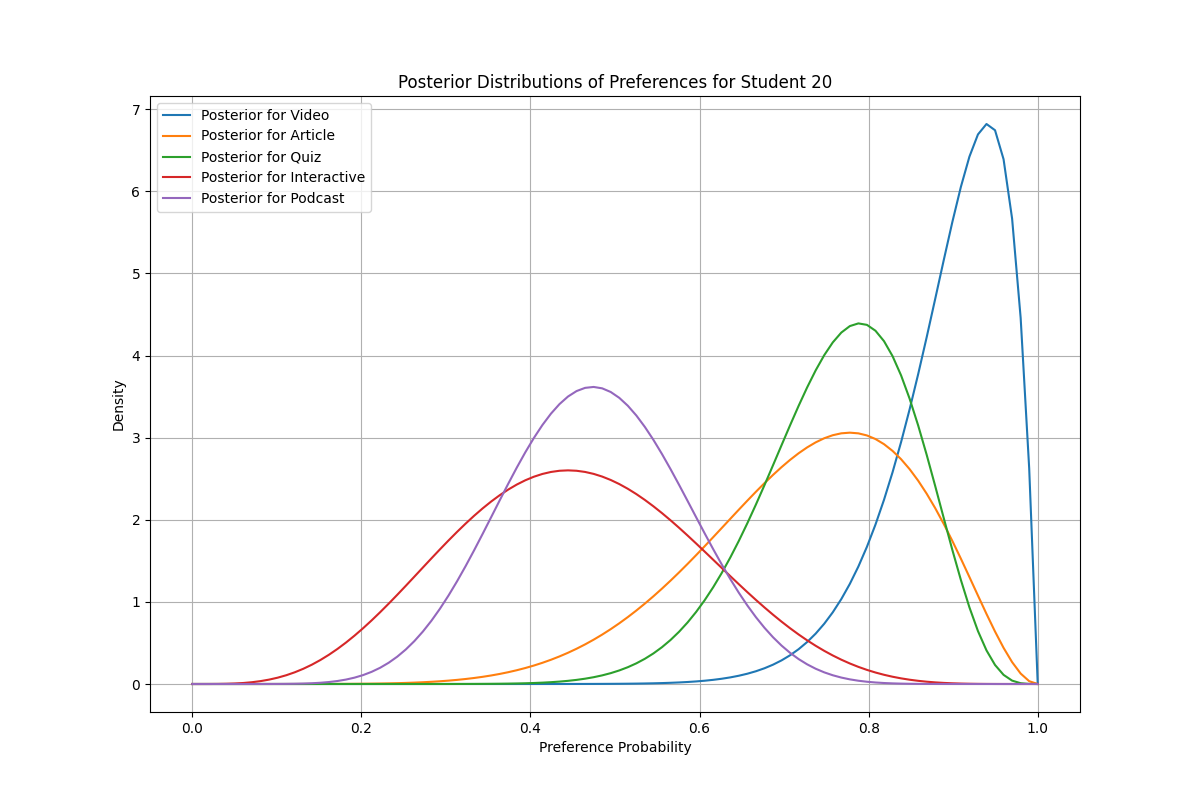 Posterior Distributions of Preferences for Student 20
Posterior for Video
Posterior for Article
Posterior for Quiz
Posterior for Interactive
Posterior for Podcast
7
6
5
4
3
2
1
0
Density
0.0 0.2 0.4 0.6 0.8 1.0
Preference Probability